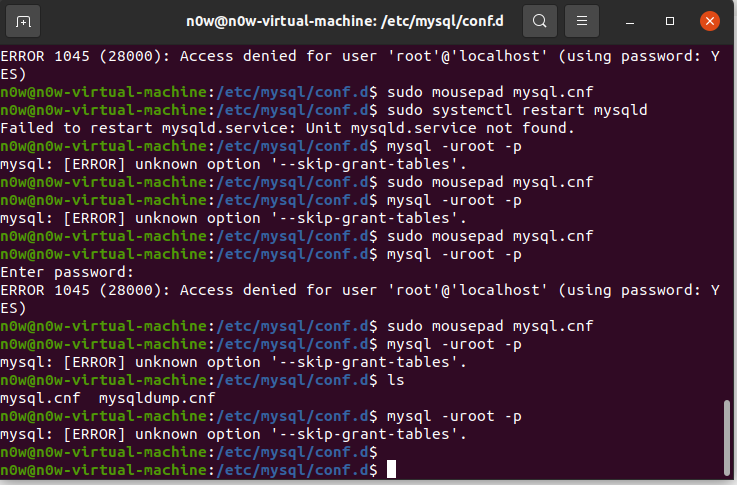 n0w@n0w-virtual-machine: /etc/mysql/conf.d
ERROR 1045 (28000): Access denied for user 'root'@'localhost' (using password: Y
ES)
n0w@n0w-virtual-machine:/etc/mysql/conf.d$ sudo mousepad mysql.cnf
n0w@n0w-virtual-machine:/etc/mysql/conf.d$ sudo systemctl restart mysqld
Failed to restart mysqld.service: Unit mysqld.service not found.
n0w@n0w-virtual-machine:/etc/mysql/conf.d$ mysql -uroot -p
mysql: [ERROR] unknown option '--skip-grant-tables'.
n0w@n0w-virtual-machine:/etc/mysql/conf.d$ sudo mousepad mysql.cnf
n0w@n0w-virtual-machine:/etc/mysql/conf.d$ mysql -uroot -p
mysql: [ERROR] unknown option '--skip-grant-tables'.
n0w@n0w-virtual-machine:/etc/mysql/conf.d$ sudo mousepad mysql.cnf
n0w@n0w-virtual-machine:/etc/mysql/conf.d$ mysql -uroot -p
Enter password:
ERROR 1045 (28000): Access denied for user 'root'@'localhost' (using password: Y
ES)
n0w@n0w-virtual-machine:/etc/mysql/conf.d$ sudo mousepad mysql.cnf
n0w@n0w-virtual-machine:/etc/mysql/conf.d$ mysql -uroot -p
mysql: [ERROR] unknown option '--skip-grant-tables'.
n0w@n0w-virtual-machine:/etc/mysql/conf.d$ ls
mysql.cnf  mysqldump.cnf
n0w@n0w-virtual-machine:/etc/mysql/conf.d$ mysql -uroot -p
mysql: [ERROR] unknown option '--skip-grant-tables'.
n0w@n0w-virtual-machine:/etc/mysql/conf.d$
n0w@n0w-virtual-machine:/etc/mysql/conf.d$